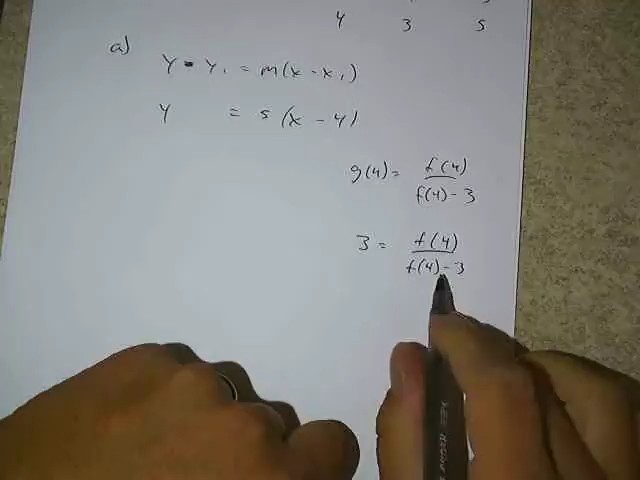 4 3 5
a) y - y₁ = m(x - x₁)
y = 5(x - 4)
g(4) = f(4) / f(4) - 3
3 = f(4) / f(4) - 3